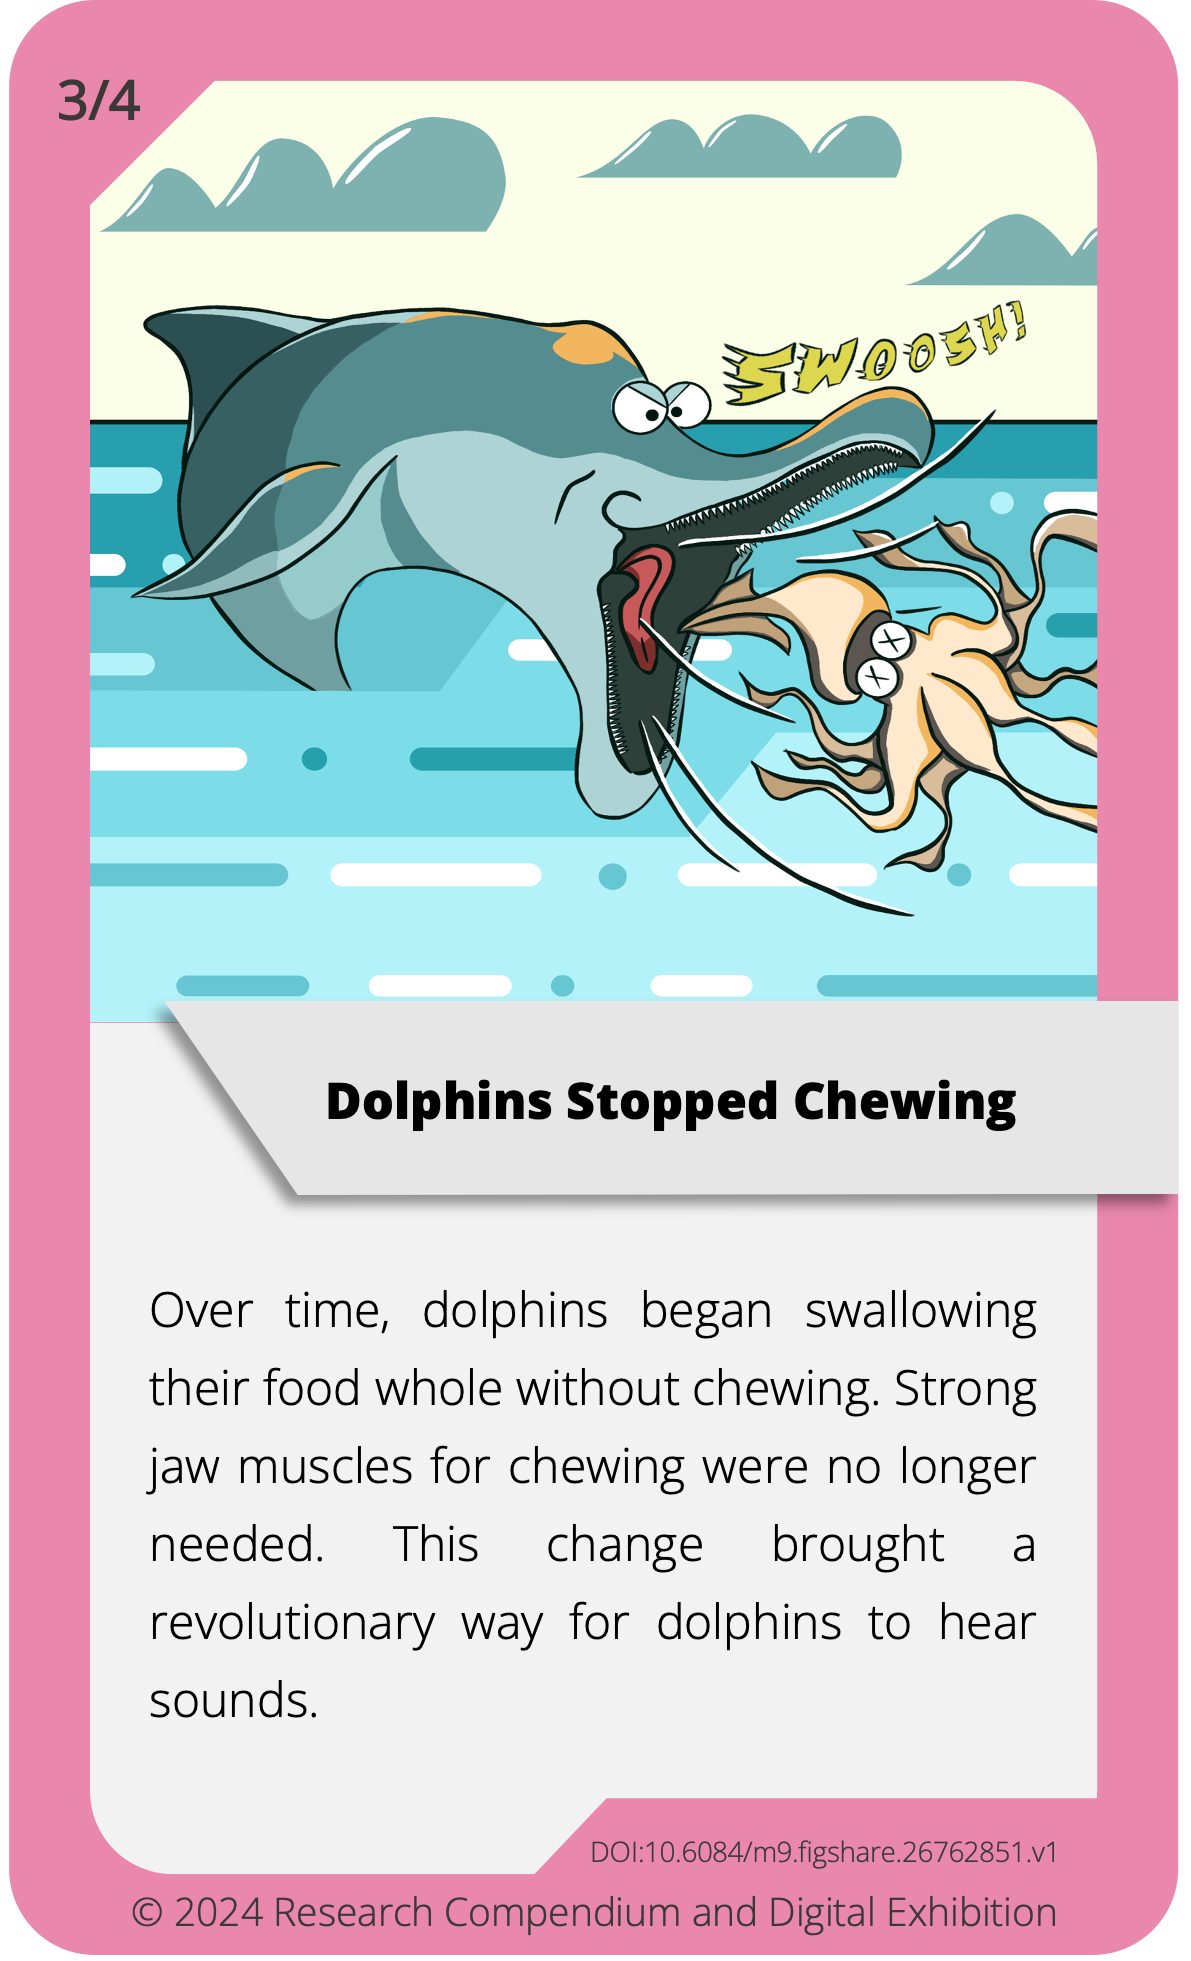 3/4
SWOOSH!
Dolphins Stopped Chewing
Over time, dolphins began swallowing
their food whole without chewing. Strong
jaw muscles for chewing were no longer
needed. This change brought a
revolutionary way for dolphins to hear
sounds.
DOI:10.6084/m9.figshare.26762851.v1
© 2024 Research Compendium and Digital Exhibition